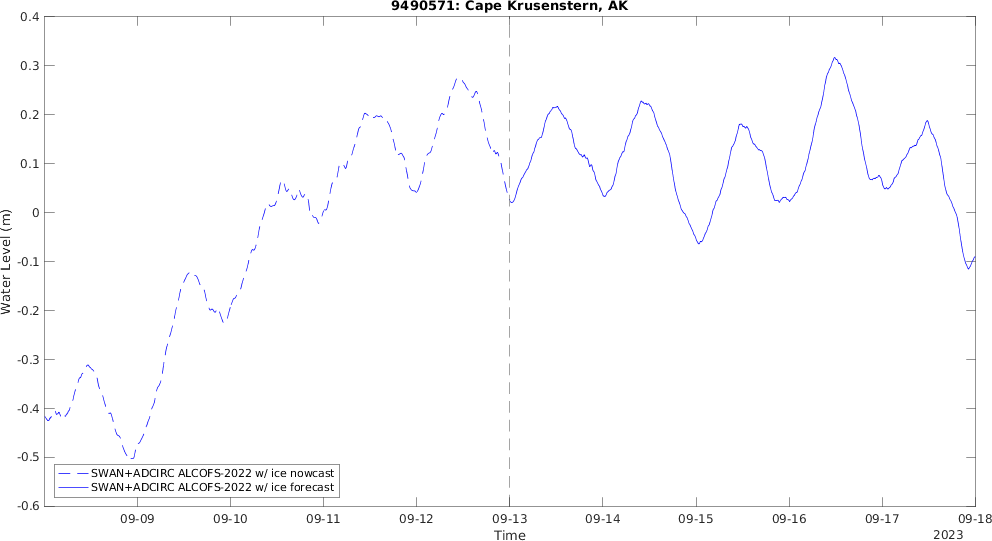 9490571: Cape Krusenstern, AK
Water Level (m)
0.4
0.3
0.2
0.1
0
-0.1
-0.2
-0.3
-0.4
-0.5
-0.6
SWAN+ADCIRC ALCOFS-2022 w/ ice nowcast
SWAN+ADCIRC ALCOFS-2022 w/ ice forecast
09-09 09-10 09-11 09-12 09-13 09-14 09-15 09-16 09-17 09-18
Time
2023